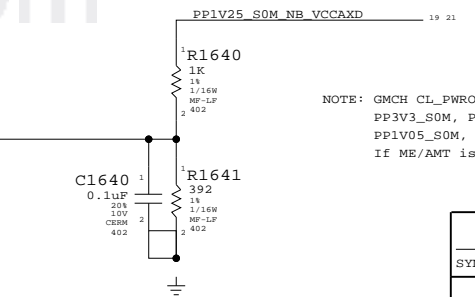 PP1V25_S0M_NB_VCCAXD 19 21
1
R1640
1K
1%
1/16W
MF-LF
402
2
NOTE: GMCH CL_PWRO
PP3V3_S0M, P
PP1V05_S0M,
If ME/AMT is
C1640
0.1uF
20%
10V
CERM
402
1
2
1
R1641
392
1%
1/16W
MF-LF
402
2